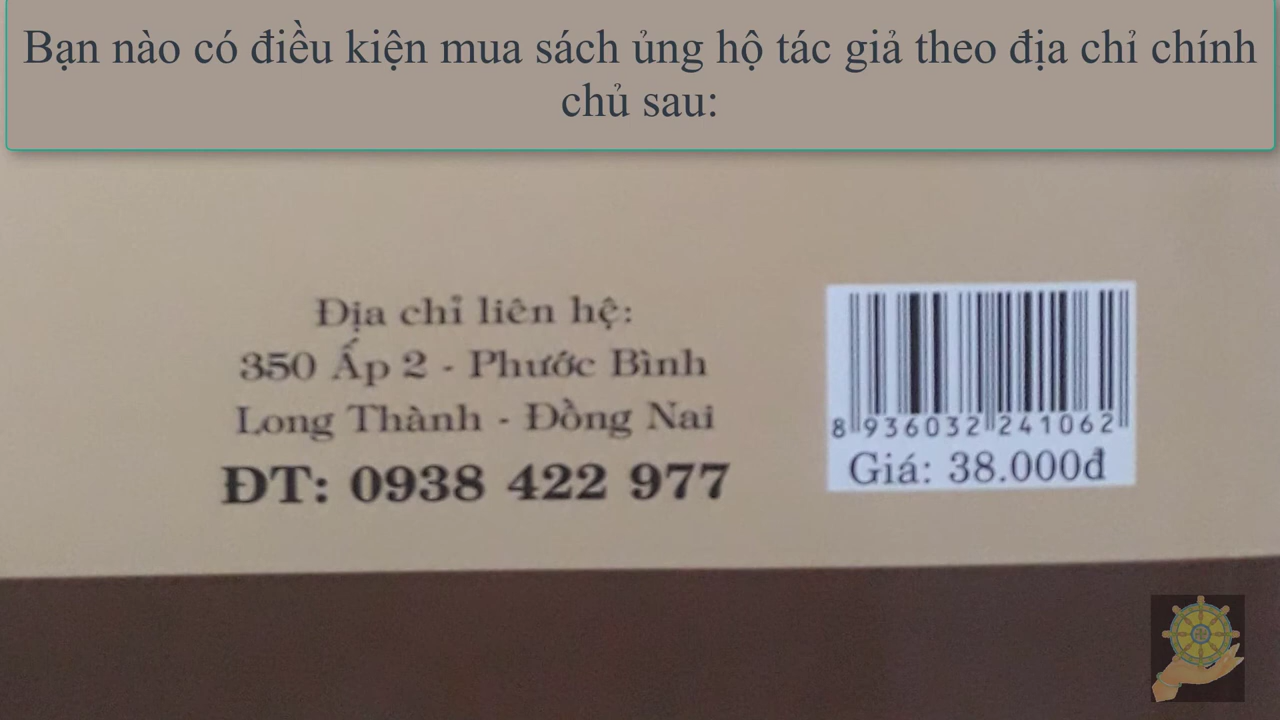 Bạn nào có điều kiện mua sách ủng hộ tác giả theo địa chỉ chính
chủ sau:
Địa chỉ liên hệ:
350 Ấp 2 - Phước Bình
Long Thành - Đồng Nai
ĐT: 0938 422 977
8 936032 241062
Giá: 38.000đ